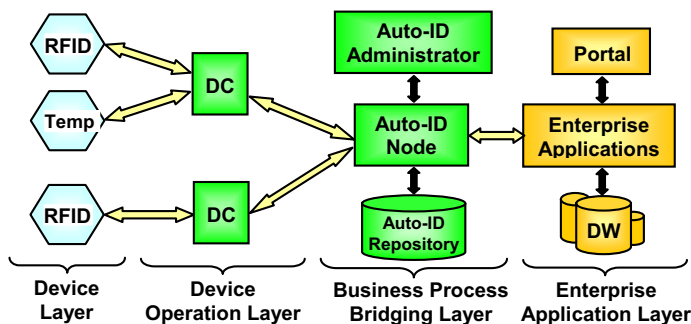 RFID
Temp
RFID
DC
DC
Auto-ID
Administrator
Auto-ID
Node
Auto-ID
Repository
Portal
Enterprise
Applications
DW
Device
Layer
Device
Operation Layer
Business Process
Bridging Layer
Enterprise
Application Layer